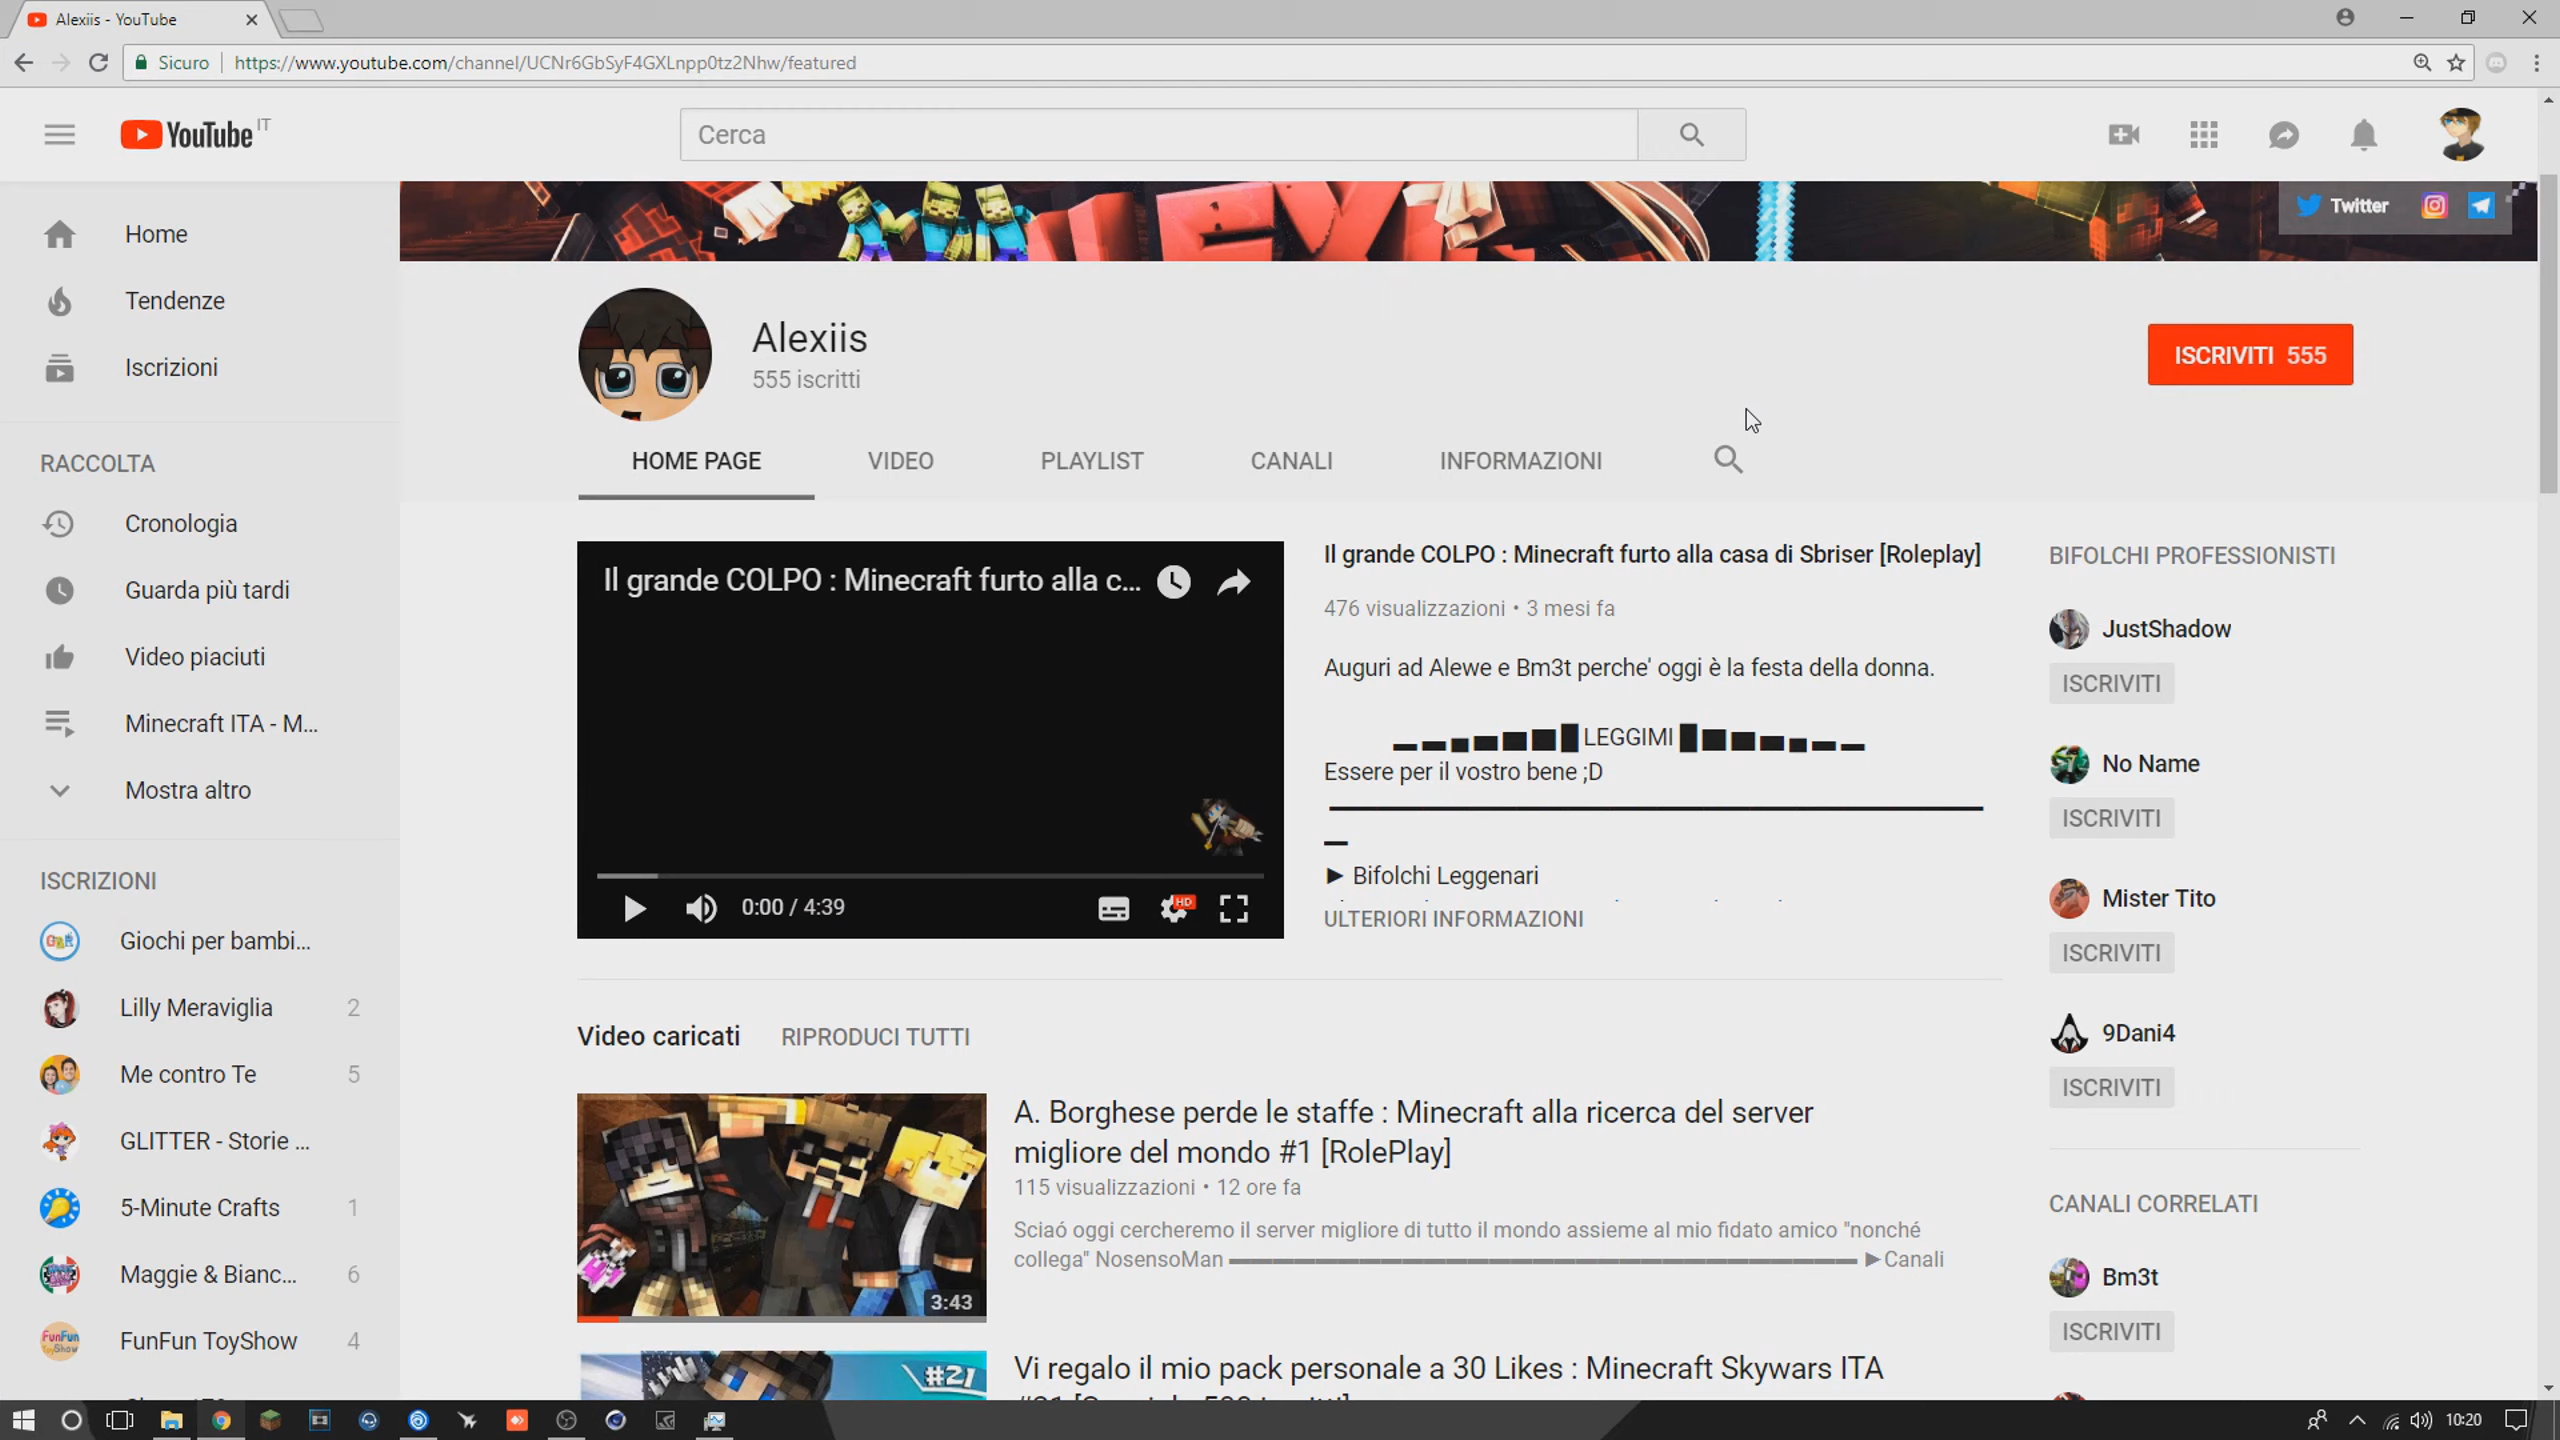 Alexiis - YouTube
Sicuro
https://www.youtube.com/channel/UCNr6GbSyF4GXLnpp0tz2Nhw/featured
YouTube IT
Cerca
Twitter
Home
Tendenze
Iscrizioni
RACCOLTA
Cronologia
Guarda più tardi
Video piaciuti
Minecraft ITA - M...
Mostra altro
ISCRIZIONI
Giochi per bambi...
Lilly Meraviglia 2
Me contro Te 5
GLITTER - Storie ...
5-Minute Crafts 1
Maggie & Bianc... 6
FunFun ToyShow 4
Alexiis
555 iscritti
ISCRIVITI 555
HOME PAGE
VIDEO
PLAYLIST
CANALI
INFORMAZIONI
Il grande COLPO : Minecraft furto alla c...
0:00 / 4:39
HD
Il grande COLPO : Minecraft furto alla casa di Sbriser [Roleplay]
476 visualizzazioni • 3 mesi fa
Auguri ad Alewe e Bm3t perche' oggi è la festa della donna.
LEGGIMI
Essere per il vostro bene ;D
► Bifolchi Leggenari
ULTERIORI INFORMAZIONI
Video caricati
RIPRODUCI TUTTI
3:43
A. Borghese perde le staffe : Minecraft alla ricerca del server
migliore del mondo #1 [RolePlay]
115 visualizzazioni • 12 ore fa
Sciaó oggi cercheremo il server migliore di tutto il mondo assieme al mio fidato amico "nonché
collega" NosensoMan ▬▬▬▬▬▬▬▬▬▬ ►Canali
#21
Vi regalo il mio pack personale a 30 Likes : Minecraft Skywars ITA
BIFOLCHI PROFESSIONISTI
JustShadow
ISCRIVITI
No Name
ISCRIVITI
Mister Tito
ISCRIVITI
9Dani4
ISCRIVITI
CANALI CORRELATI
Bm3t
ISCRIVITI
10:20